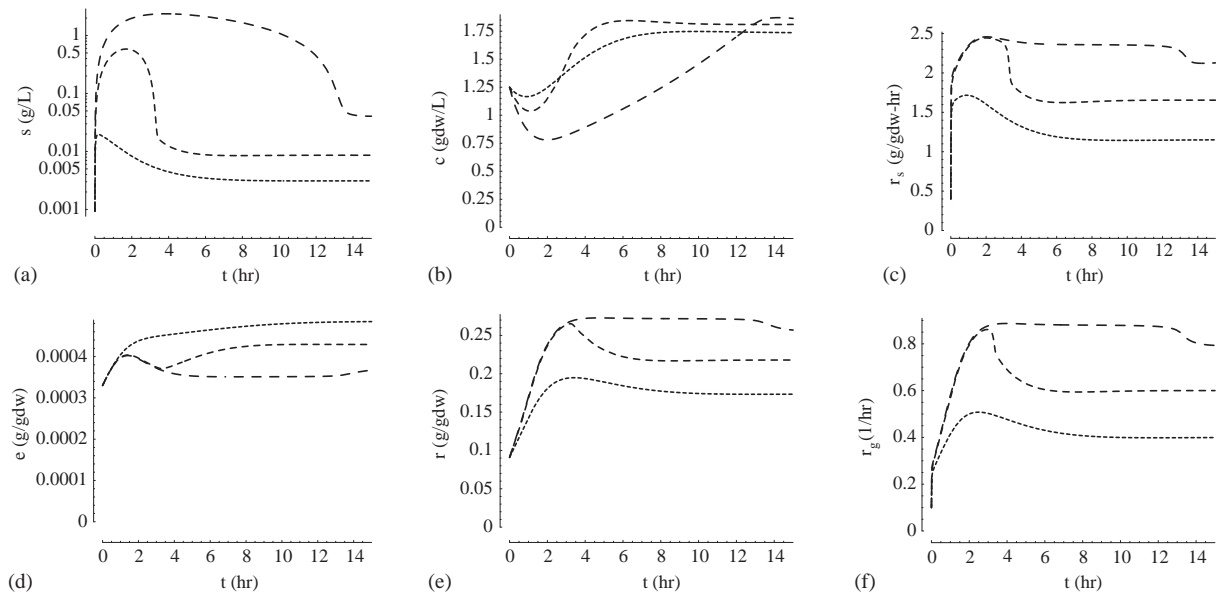 1
0.5
0.1
0.05
0.01
0.005
0.001
s (g/L)
0 2 4 6 8 10 12 14
t (hr)
(a)
1.75
1.5
1.25
1
0.75
0.5
0.25
0
c (gdw/L)
0 2 4 6 8 10 12 14
t (hr)
(b)
2.5
2
1.5
1
0.5
0
r_s (g/gdw-hr)
0 2 4 6 8 10 12 14
t (hr)
(c)
0.0004
0.0003
0.0002
0.0001
0
e (g/gdw)
0 2 4 6 8 10 12 14
t (hr)
(d)
0.25
0.2
0.15
0.1
0.05
0
r (g/gdw)
0 2 4 6 8 10 12 14
t (hr)
(e)
0.8
0.6
0.4
0.2
0
r_g (1/hr)
0 2 4 6 8 10 12 14
t (hr)
(f)